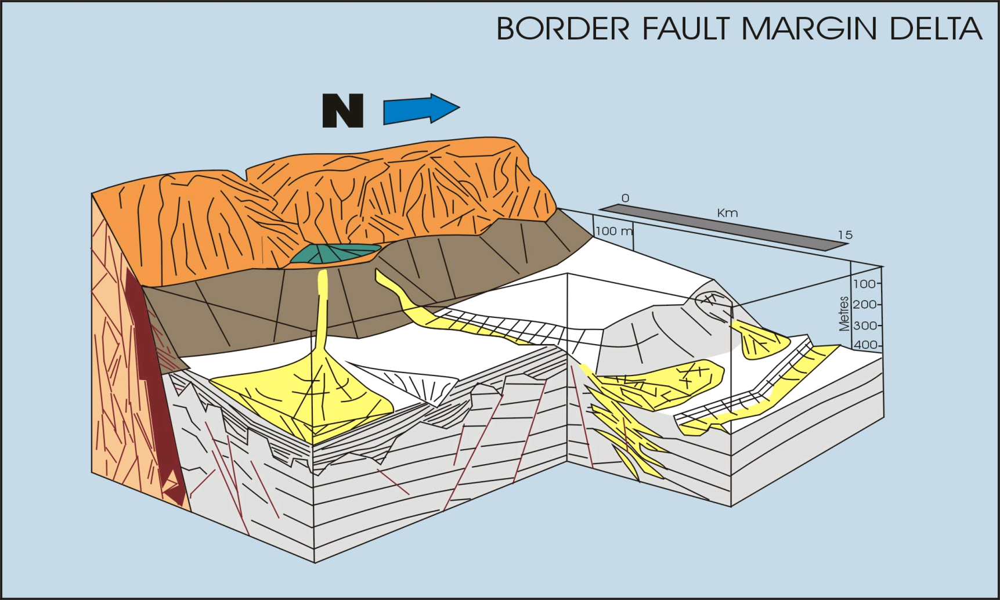 BORDER FAULT MARGIN DELTA
N
0
Km
15
100 m
100
200
300
400
Metres